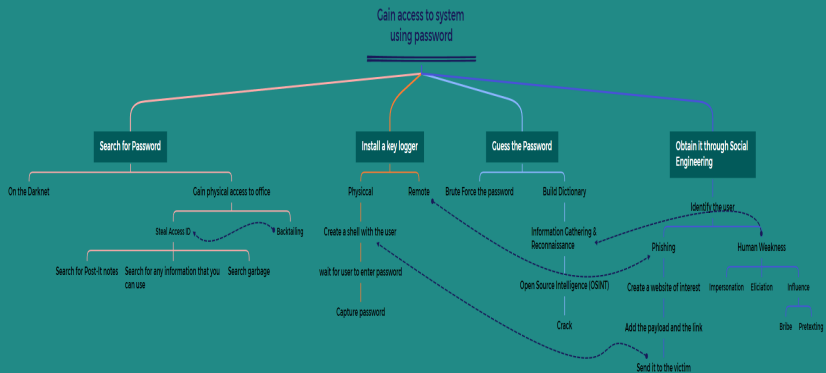 Gain access to system
using password
Search for Password
Install a key logger
Guess the Password
Obtain it through Social
Engineering
On the Darknet
Gain physical access to office
Physiccal
Remote
Brute Force the password
Build Dictionary
Identify the user
Steal Access ID
Backtailing
Create a shell with the user
Information Gathering &
Reconnaissance
Phishing
Human Weakness
Search for Post-It notes
Search for any information that you
can use
Search garbage
wait for user to enter password
Open Source Intelligence (OSINT)
Create a website of interest
Impersonation
Eliciation
Influence
Capture password
Crack
Add the payload and the link
Bribe
Pretexting
Send it to the victim